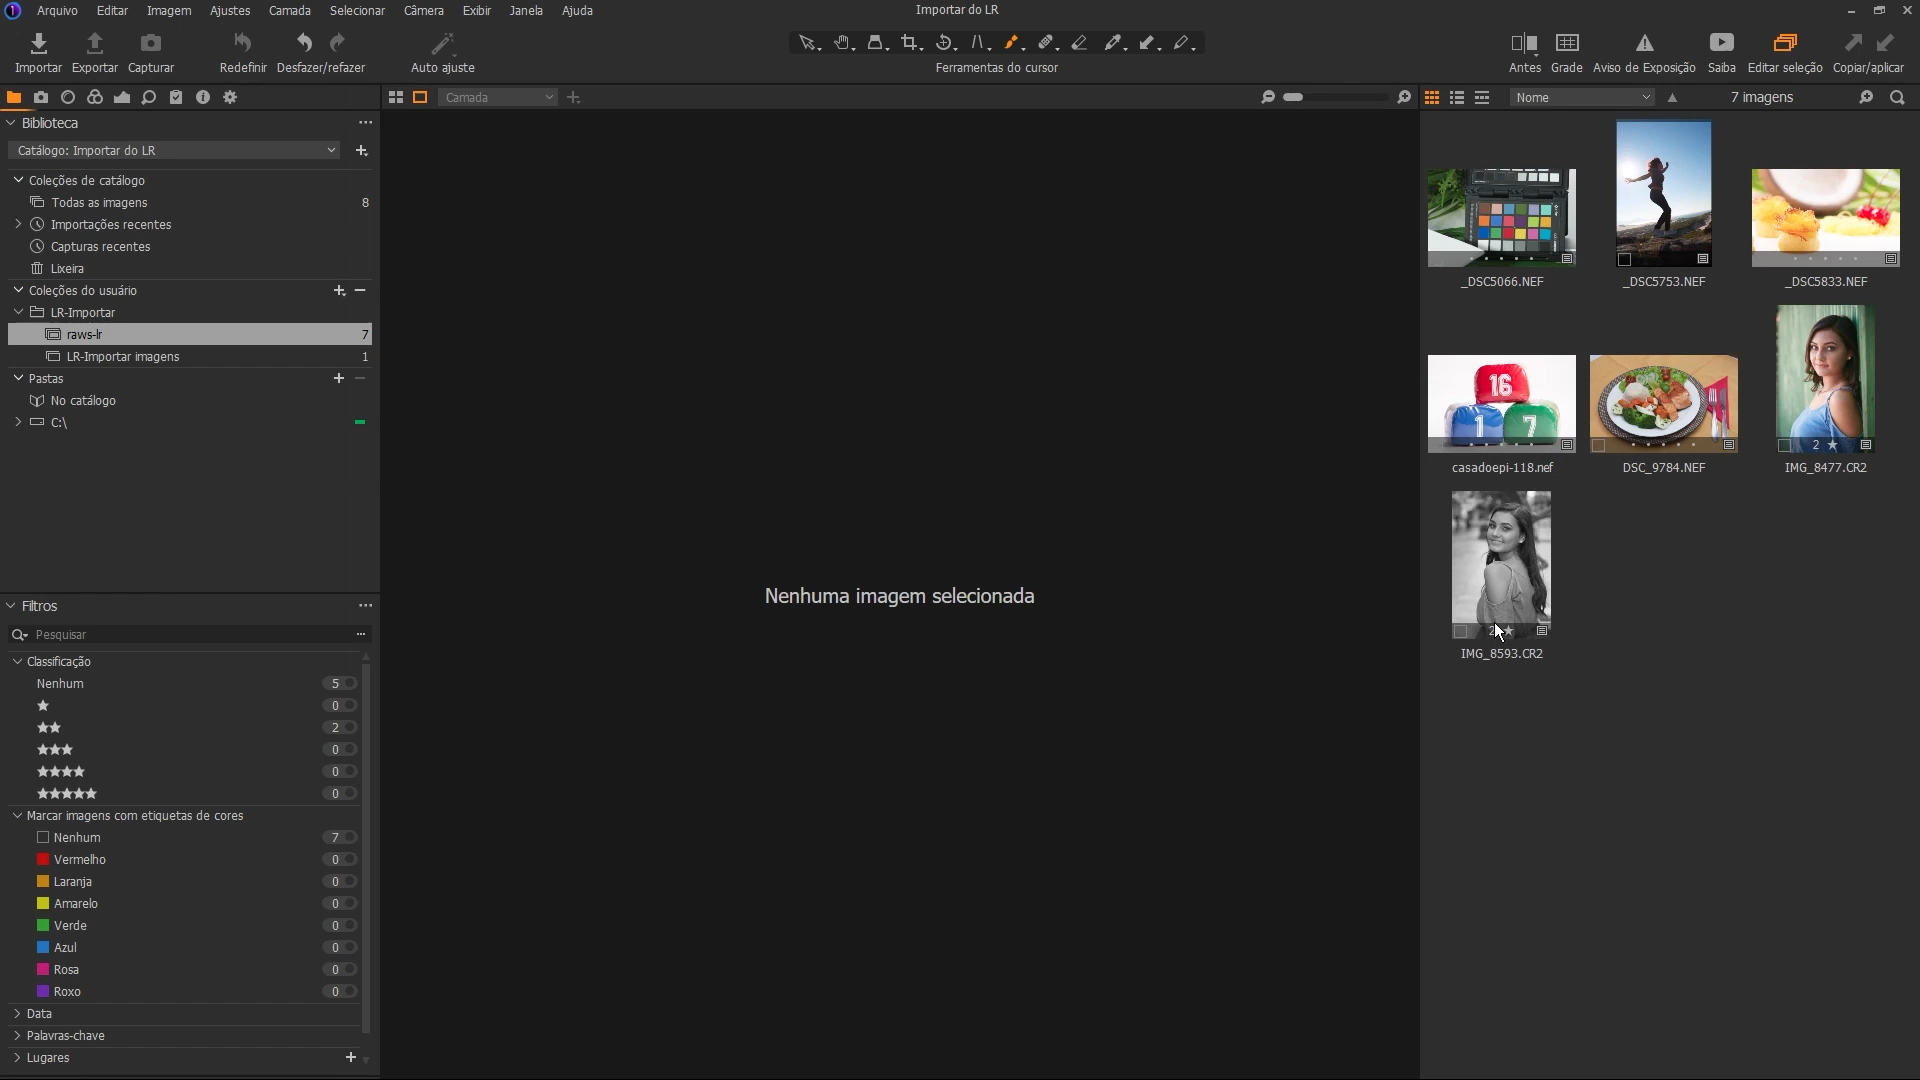 Arquivo Editar Imagem Ajustes Camada Selecionar Câmera Exibir Janela Ajuda
Importar do LR
Importar Exportar Capturar Redefinir Desfazer/refazer Auto ajuste
Ferramentas do cursor
Antes Grade Aviso de Exposição Saiba Editar seleção Copiar/aplicar
Camada
Nome
7 imagens
Biblioteca
Catálogo: Importar do LR
Coleções de catálogo
Todas as imagens 8
Importações recentes
Capturas recentes
Lixeira
Coleções do usuário
LR-Importar
raws-lr 7
LR-Importar imagens 1
Pastas
No catálogo
C:\
Filtros
Pesquisar
Classificação
Nenhum 5
0
2
0
0
0
Marcar imagens com etiquetas de cores
Nenhum 7
Vermelho 0
Laranja 0
Amarelo 0
Verde 0
Azul 0
Rosa 0
Roxo 0
Data
Palavras-chave
Lugares
Nenhuma imagem selecionada
_DSC5066.NEF
_DSC5753.NEF
_DSC5833.NEF
16
1
7
2
casadoepi-118.nef
DSC_9784.NEF
IMG_8477.CR2
2
IMG_8593.CR2